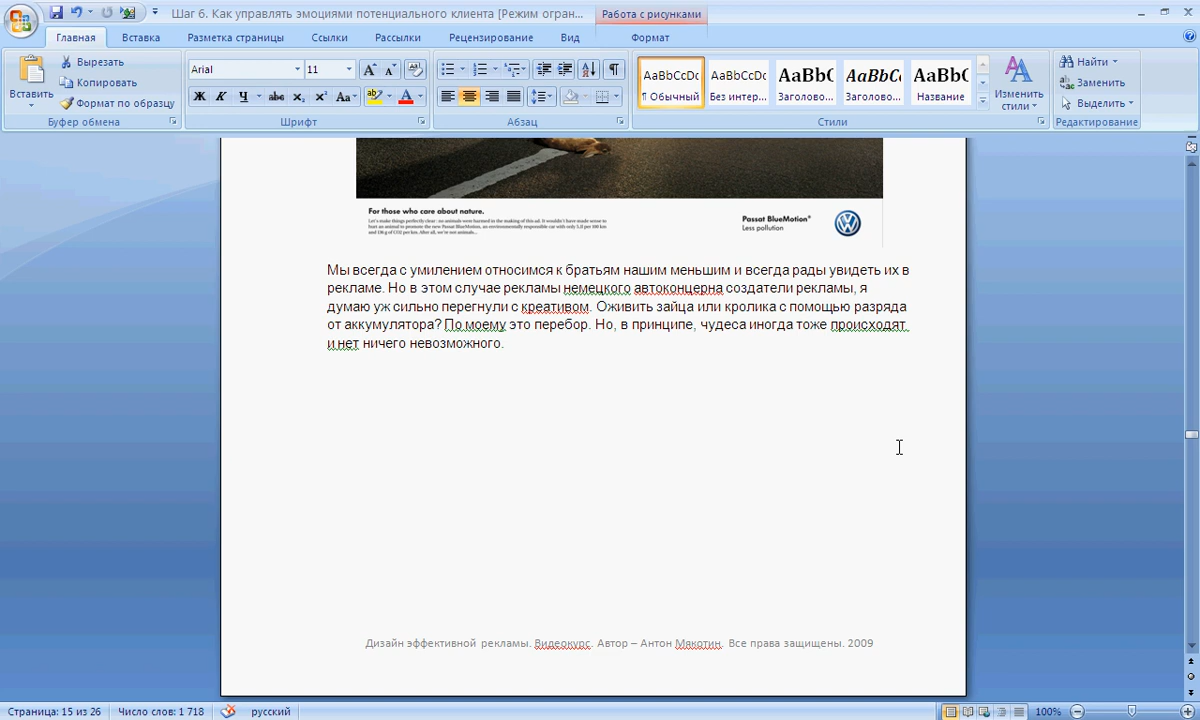 Шаг 6. Как управлять эмоциями потенциального клиента [Режим огран...
Работа с рисунками
Главная
Вставка
Разметка страницы
Ссылки
Рассылки
Рецензирование
Вид
Формат
Вставить
Вырезать
Копировать
Формат по образцу
Буфер обмена
Arial
11
Ж К Ч abc x₂ x² Aa
Шрифт
Абзац
AaBbCcDc
¶ Обычный
AaBbCcDc
Без интер...
AaBbC
Заголово...
AaBbCc
Заголово...
AaBbC
Название
Стили
Изменить стили
Найти
Заменить
Выделить
Редактирование
For those who care about nature.
Passat BlueMotion®
Less pollution
Мы всегда с умилением относимся к братьям нашим меньшим и всегда рады увидеть их в
рекламе. Но в этом случае рекламы немецкого автоконцерна создатели рекламы, я
думаю уж сильно перегнули с креативом. Оживить зайца или кролика с помощью разряда
от аккумулятора? По моему это перебор. Но, в принципе, чудеса иногда тоже происходят
и нет ничего невозможного.
Дизайн эффективной рекламы. Видеокурс. Автор – Антон Мякотин. Все права защищены. 2009
Страница: 15 из 26
Число слов: 1 718
русский
100%